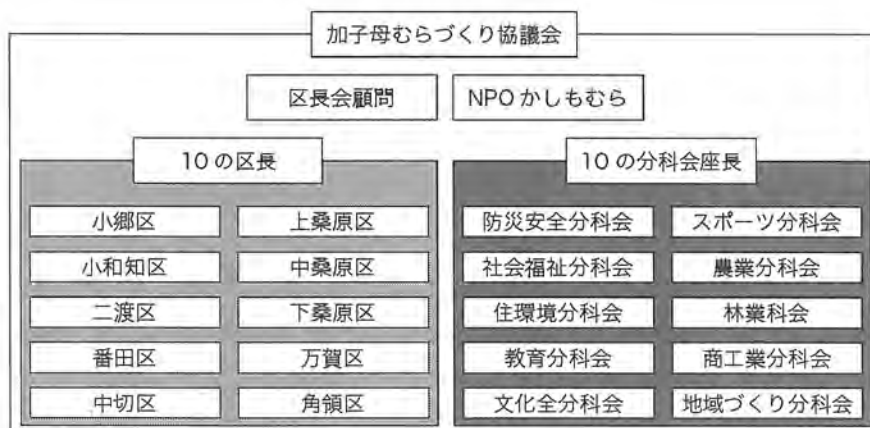 加子母むらづくり協議会
区長会顧問
NPOかしもむら
10の区長
小郷区
上桑原区
小和知区
中桑原区
二渡区
下桑原区
番田区
万賀区
中切区
角領区
10の分科会座長
防災安全分科会
スポーツ分科会
社会福祉分科会
農業分科会
住環境分科会
林業科会
教育分科会
商工業分科会
文化全分科会
地域づくり分科会